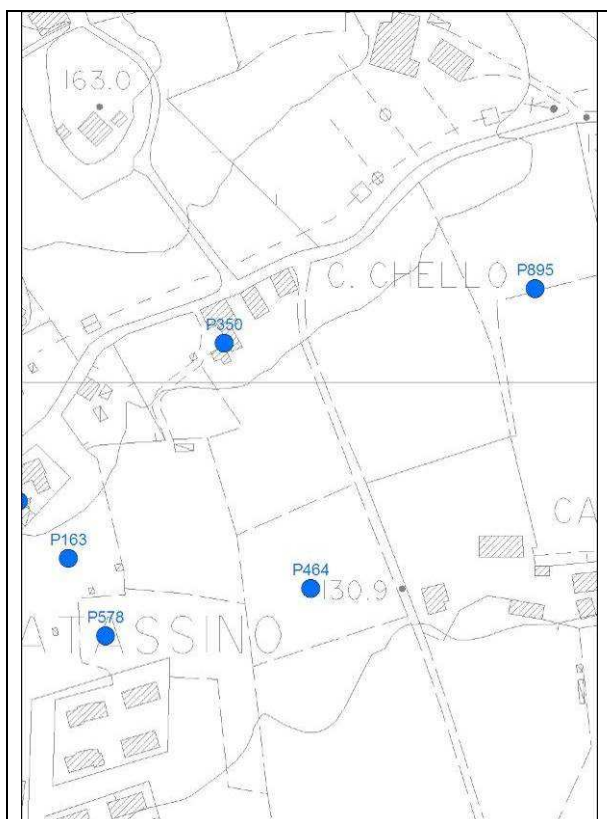 163.0
C. CHELLO
P895
P350
CA
P163
P464
130.9
P578
ATASSINO